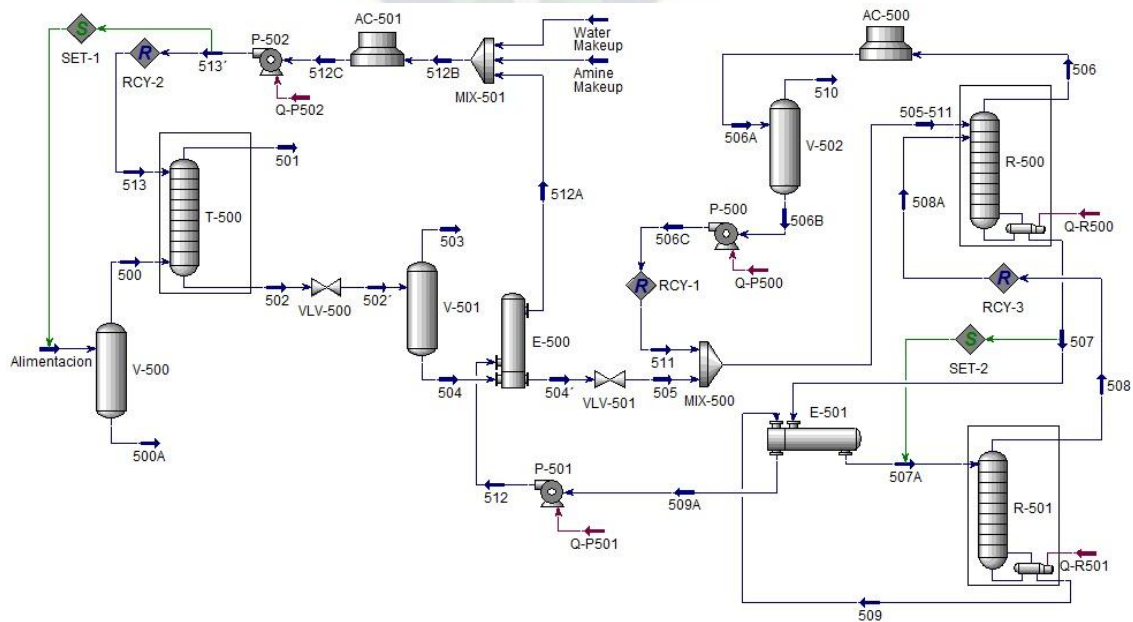 AC-501
AC-500
Water
Makeup
Amine
Makeup
P-502
S
SET-1
R
RCY-2
513´
512C
512B
MIX-501
Q-P502
506
510
505-511
506A
V-502
R-500
501
513
T-500
512A
508A
503
P-500
506B
506C
Q-R500
500
Q-P500
R
RCY-1
R
RCY-3
502
502´
VLV-500
V-501
E-500
S
SET-2
507
Alimentacion
V-500
511
504
504´
VLV-501
505
MIX-500
508
E-501
500A
507A
P-501
512
509A
R-501
Q-P501
Q-R501
509